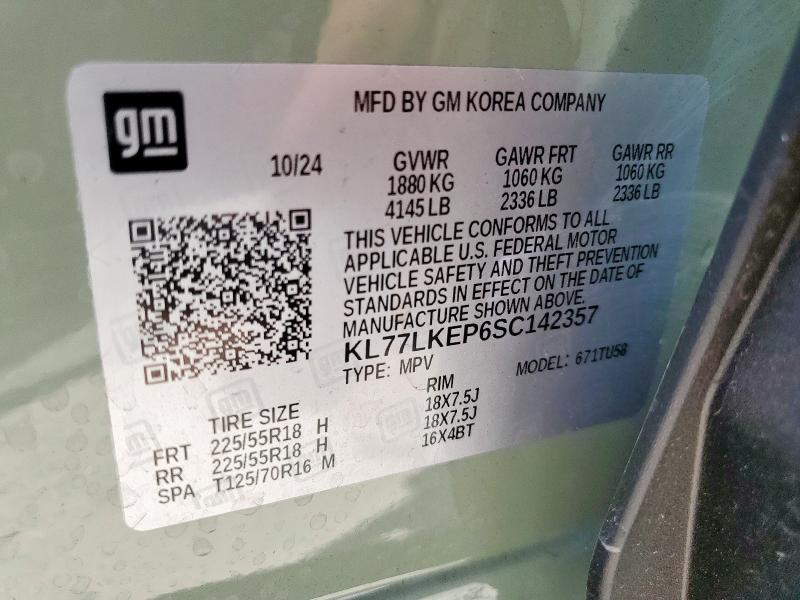 gm
MFD BY GM KOREA COMPANY
10/24
GVWR
1880 KG
4145 LB
GAWR FRT
1060 KG
2336 LB
GAWR RR
1060 KG
2336 LB
THIS VEHICLE CONFORMS TO ALL
APPLICABLE U.S. FEDERAL MOTOR
VEHICLE SAFETY AND THEFT PREVENTION
STANDARDS IN EFFECT ON THE DATE OF
MANUFACTURE SHOWN ABOVE.
KL77LKEP6SC142357
TYPE: MPV
MODEL: 671TU58
TIRE SIZE
RIM
FRT 225/55R18 H 18X7.5J
RR 225/55R18 H 18X7.5J
SPA T125/70R16 M 16X4BT